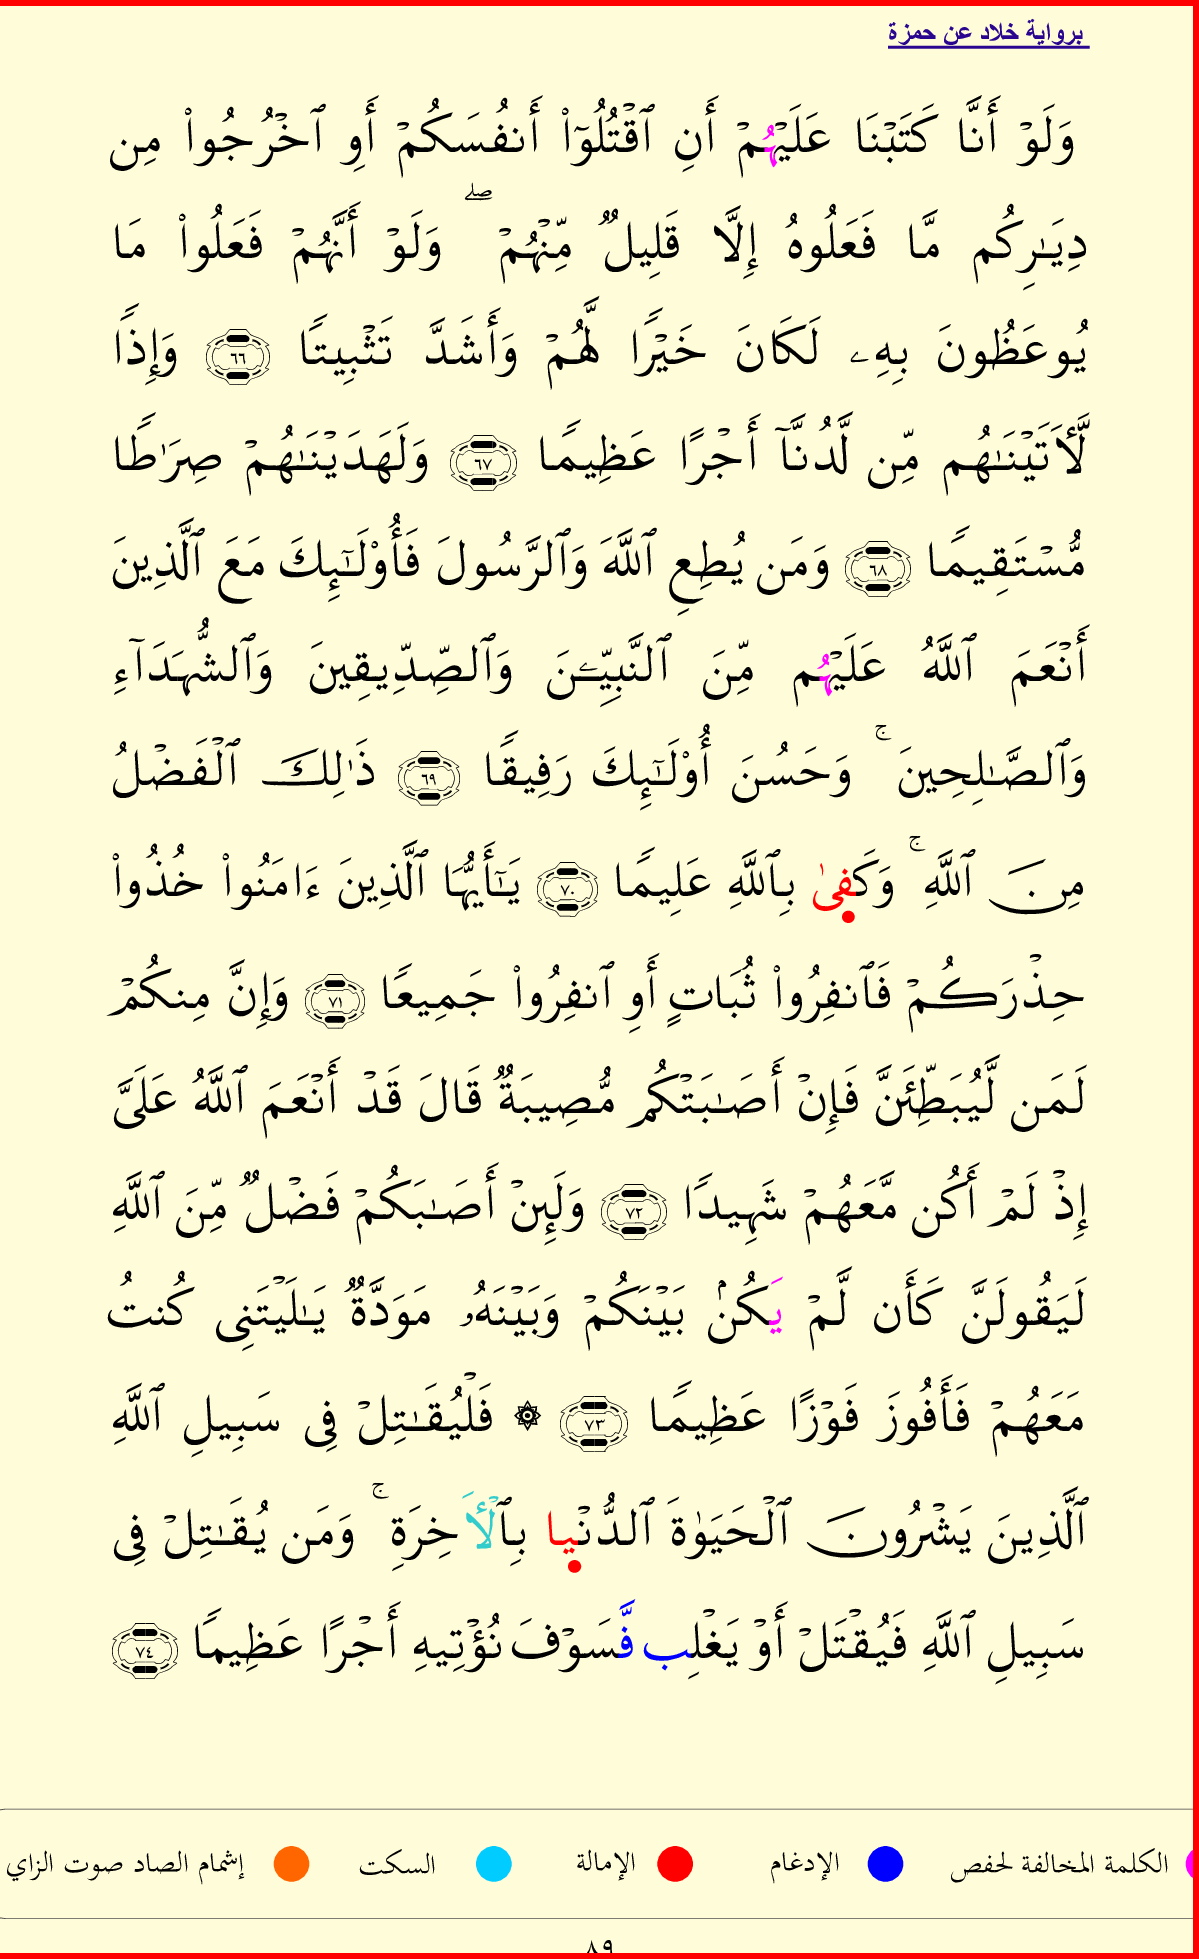 برواية خلاد عن حمزة
وَلَوۡ أَنَّا كَتَبۡنَا عَلَيۡهُمۡ أَنِ ٱقۡتُلُوٓاْ أَنفُسَكُمۡ أَوِ ٱخۡرُجُواْ مِن
دِيَٰرِكُم مَّا فَعَلُوهُ إِلَّا قَلِيلٞ مِّنۡهُمۡۖ وَلَوۡ أَنَّهُمۡ فَعَلُواْ مَا
يُوعَظُونَ بِهِۦ لَكَانَ خَيۡرٗا لَّهُمۡ وَأَشَدَّ تَثۡبِيتٗا ٦٦ وَإِذٗا
لَّأٓتَيۡنَٰهُم مِّن لَّدُنَّآ أَجۡرًا عَظِيمٗا ٦٧ وَلَهَدَيۡنَٰهُمۡ صِرَٰطٗا
مُّسۡتَقِيمٗا ٦٨ وَمَن يُطِعِ ٱللَّهَ وَٱلرَّسُولَ فَأُوْلَٰٓئِكَ مَعَ ٱلَّذِينَ
أَنۡعَمَ ٱللَّهُ عَلَيۡهُم مِّنَ ٱلنَّبِيِّـۧنَ وَٱلصِّدِّيقِينَ وَٱلشُّهَدَآءِ
وَٱلصَّٰلِحِينَۚ وَحَسُنَ أُوْلَٰٓئِكَ رَفِيقٗا ٦٩ ذَٰلِكَ ٱلۡفَضۡلُ
مِنَ ٱللَّهِۚ وَكَفِىٰ بِٱللَّهِ عَلِيمٗا ٧٠ يَٰٓأَيُّهَا ٱلَّذِينَ ءَامَنُواْ خُذُواْ
حِذۡرَكُمۡ فَٱنفِرُواْ ثُبَاتٍ أَوِ ٱنفِرُواْ جَمِيعٗا ٧١ وَإِنَّ مِنكُمۡ
لَمَن لَّيُبَطِّئَنَّ فَإِنۡ أَصَٰبَتۡكُم مُّصِيبَةٞ قَالَ قَدۡ أَنۡعَمَ ٱللَّهُ عَلَيَّ
إِذۡ لَمۡ أَكُن مَّعَهُمۡ شَهِيدٗا ٧٢ وَلَئِنۡ أَصَٰبَكُمۡ فَضۡلٞ مِّنَ ٱللَّهِ
لَيَقُولَنَّ كَأَن لَّمۡ يَكُنۢ بَيۡنَكُمۡ وَبَيۡنَهُۥ مَوَدَّةٞ يَٰلَيۡتَنِي كُنتُ
مَعَهُمۡ فَأَفُوزَ فَوۡزًا عَظِيمٗا ٧٣ ۞ فَلۡيُقَٰتِلۡ فِي سَبِيلِ ٱللَّهِ
ٱلَّذِينَ يَشۡرُونَ ٱلۡحَيَوٰةَ ٱلدُّنۡيِا بِٱلۡأٓخِرَةِۚ وَمَن يُقَٰتِلۡ فِي
سَبِيلِ ٱللَّهِ فَيُقۡتَلۡ أَوۡ يَغۡلِب فَّسَوۡفَ نُؤۡتِيهِ أَجۡرًا عَظِيمٗا ٧٤
الكلمة المخالفة لحفص الإدغام الإمالة السكت إشمام الصاد صوت الزاي
٨٩